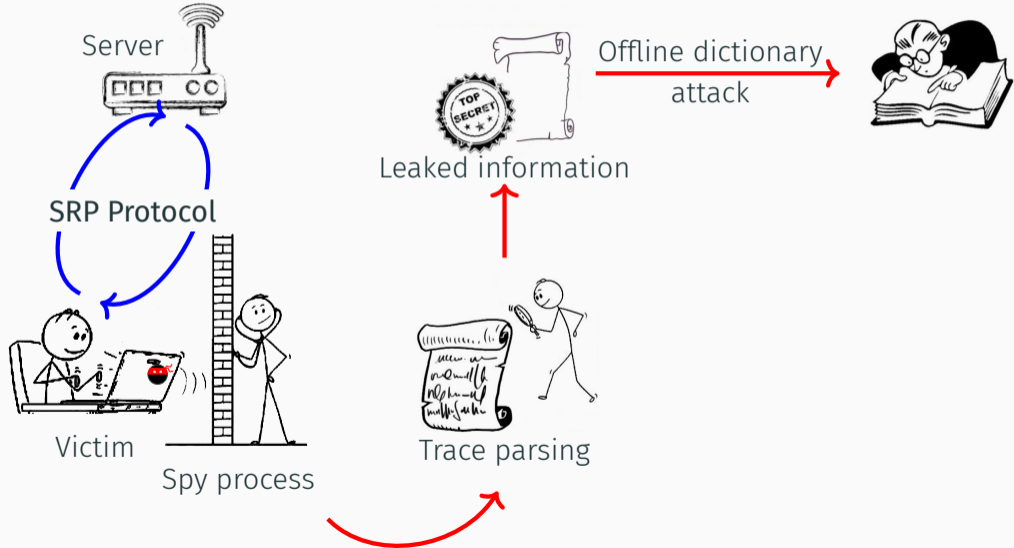 Server
SRP Protocol
Victim
Spy process
Trace parsing
Leaked information
TOP
SECRET
Offline dictionary
attack